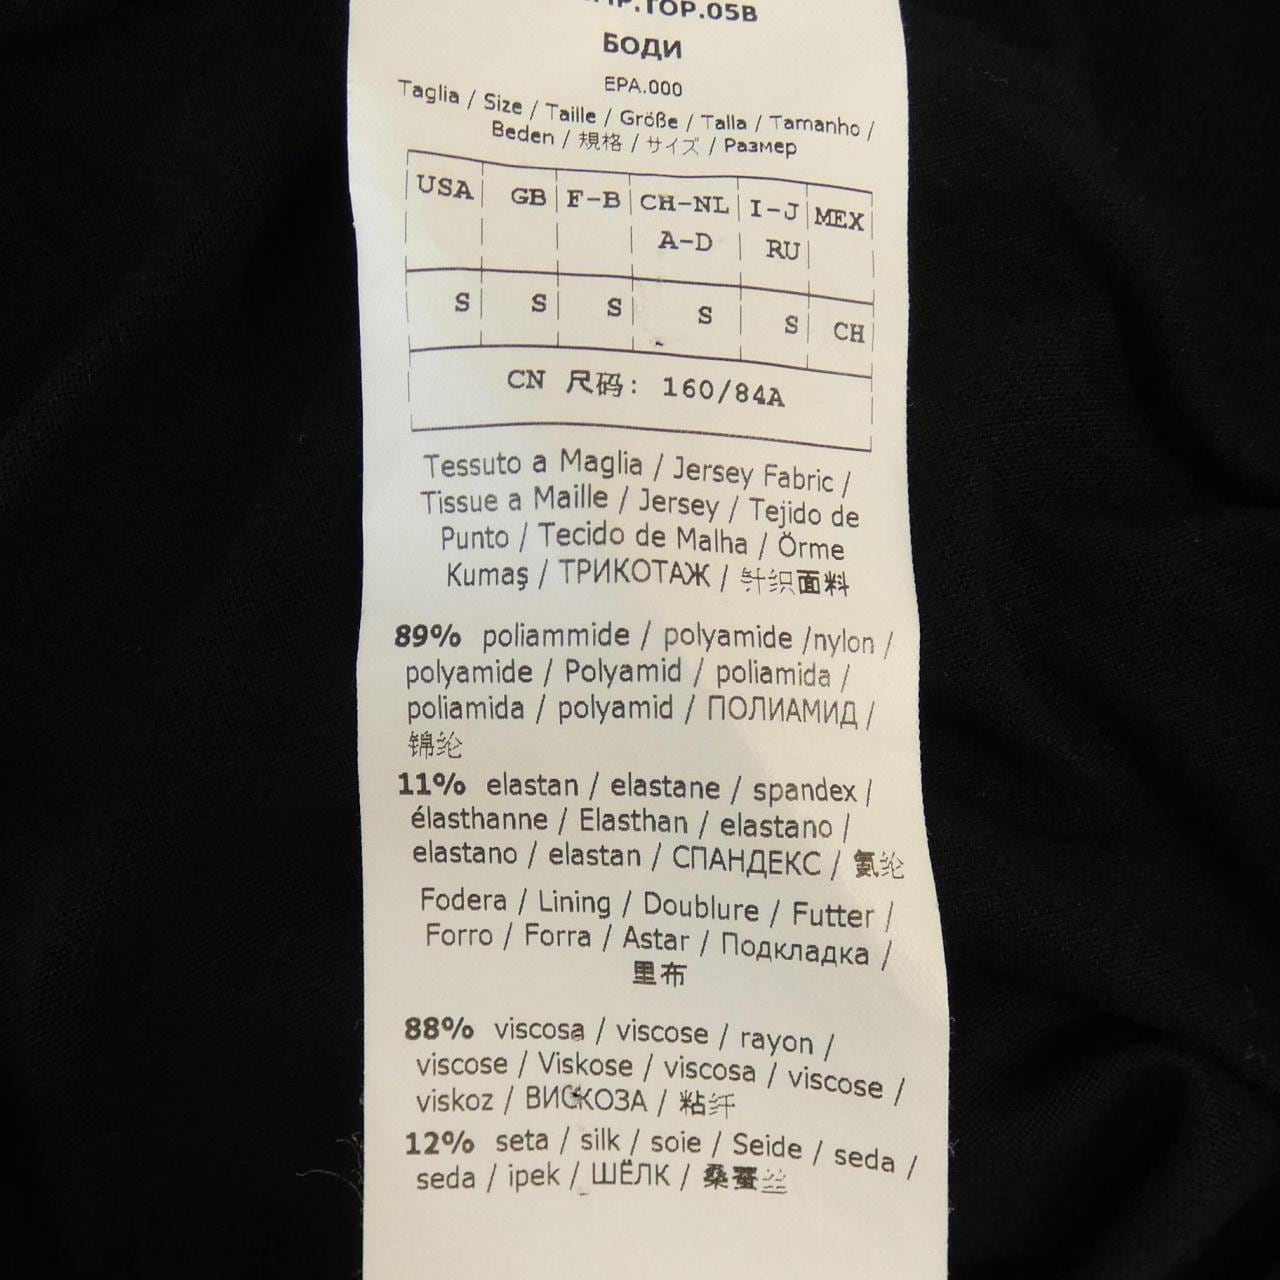 MP.TOP.05B
БОДИ
EPA.000
Taglia / Size / Taille / Größe / Talla / Tamanho /
Beden / 規格 / サイズ / Размер
USA GB F-B CH-NL I-J MEX
A-D RU
S S S S S CH
CN 尺码: 160/84A
Tessuto a Maglia / Jersey Fabric /
Tissue a Maille / Jersey / Tejido de
Punto / Tecido de Malha / Örme
Kumaş / ТРИКОТАЖ / 针织面料
89% poliammide / polyamide /nylon /
polyamide / Polyamid / poliamida /
poliamida / polyamid / ПОЛИАМИД /
锦纶
11% elastan / elastane / spandex /
élasthanne / Elasthan / elastano /
elastano / elastan / СПАНДЕКС / 氨纶
Fodera / Lining / Doublure / Futter /
Forro / Forra / Astar / Подкладка /
里布
88% viscosa / viscose / rayon /
viscose / Viskose / viscosa / viscose /
viskoz / ВИСКОЗА / 粘纤
12% seta / silk / soie / Seide / seda /
seda / ipek / ШЁЛК / 桑蚕丝